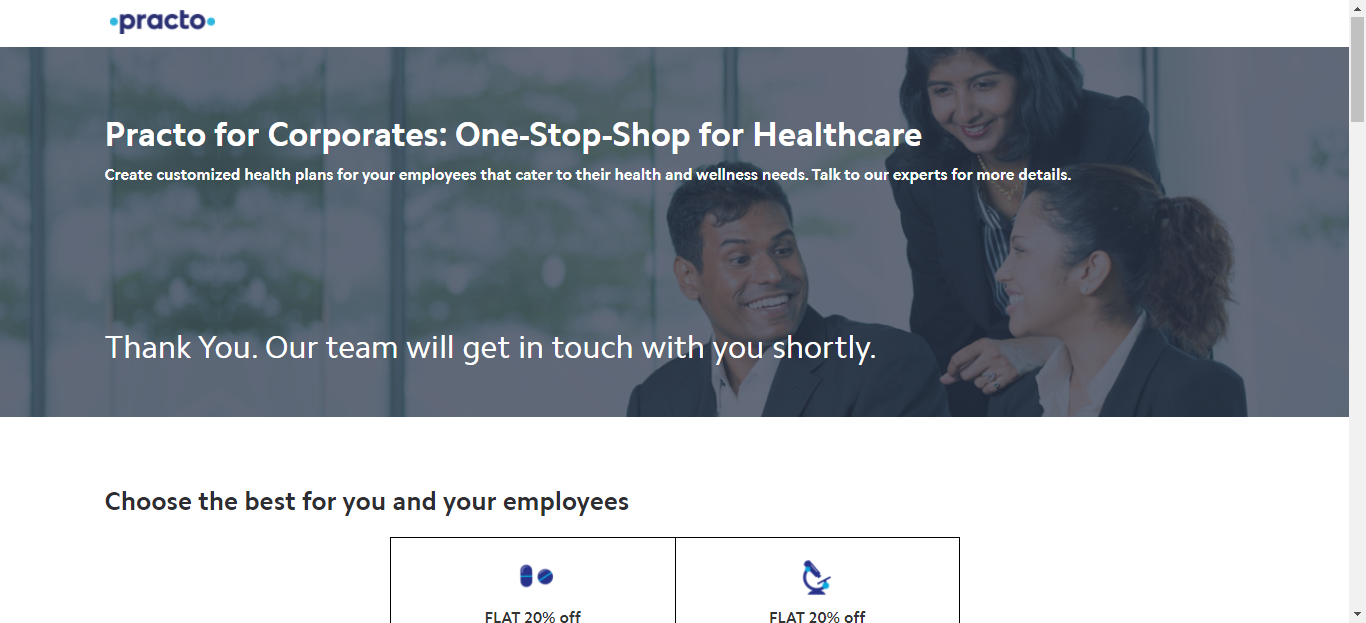 practo
Practo for Corporates: One-Stop-Shop for Healthcare
Create customized health plans for your employees that cater to their health and wellness needs. Talk to our experts for more details.
Thank You. Our team will get in touch with you shortly.
Choose the best for you and your employees
FLAT 20% off
FLAT 20% off